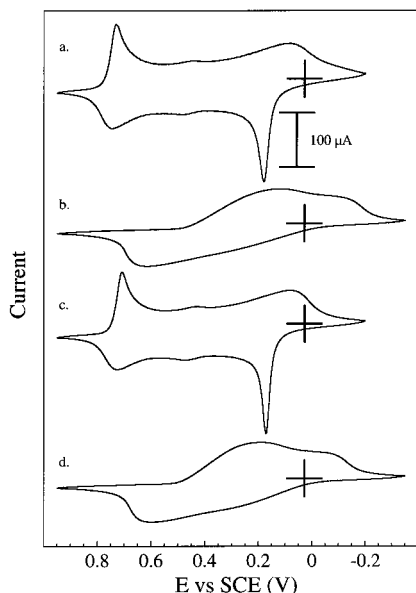 a.
100 μA
b.
c.
d.
Current
0.8 0.6 0.4 0.2 0 -0.2
E vs SCE (V)